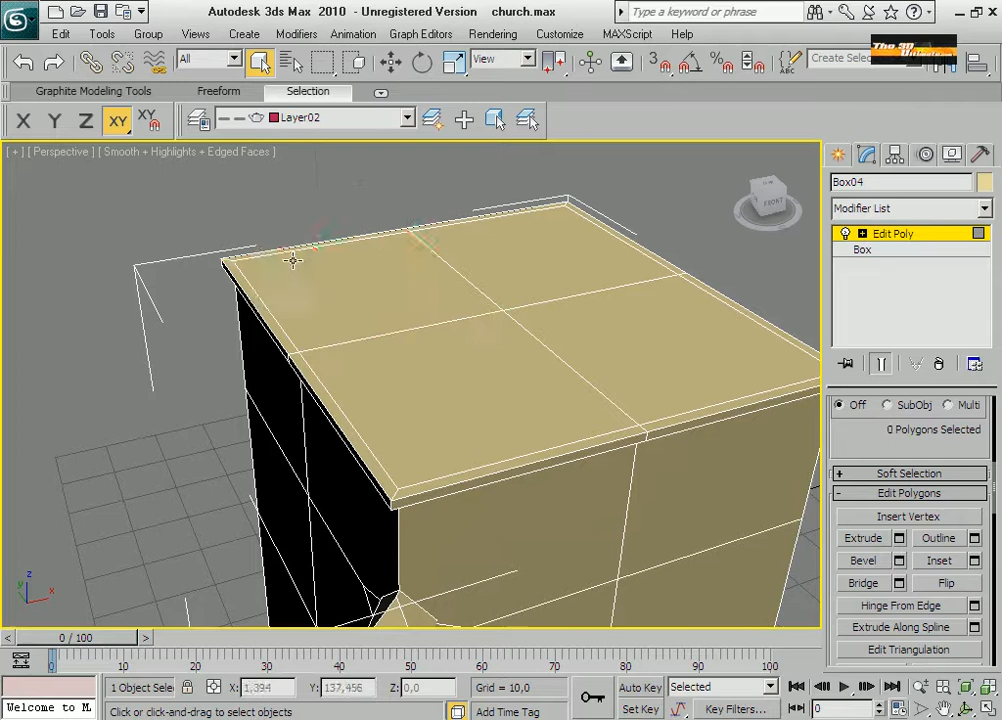 Autodesk 3ds Max 2010 - Unregistered Version church.max
Type a keyword or phrase
Edit Tools Group Views Create Modifiers Animation Graph Editors Rendering Customize MAXScript Help
All View 3 Create Sele
Graphite Modeling Tools Freeform Selection
X Y Z XY XY Layer02
[ + ] [ Perspective ] [ Smooth + Highlights + Edged Faces ]
FRONT
Box04
Modifier List
Edit Poly
Box
Off SubObj Multi
0 Polygons Selected
+ Soft Selection
- Edit Polygons
Insert Vertex
Extrude Outline
Bevel Inset
Bridge Flip
Hinge From Edge
Extrude Along Spline
Edit Triangulation
z
y
x
< 0 / 100 >
0 10 20 30 40 50 60 70 80 90 100
1 Object Sele X: 1,394 Y: 137,456 Z: 0,0 Grid = 10,0 Auto Key Selected
Welcome to M. Click or click-and-drag to select objects Add Time Tag Set Key Key Filters... 0